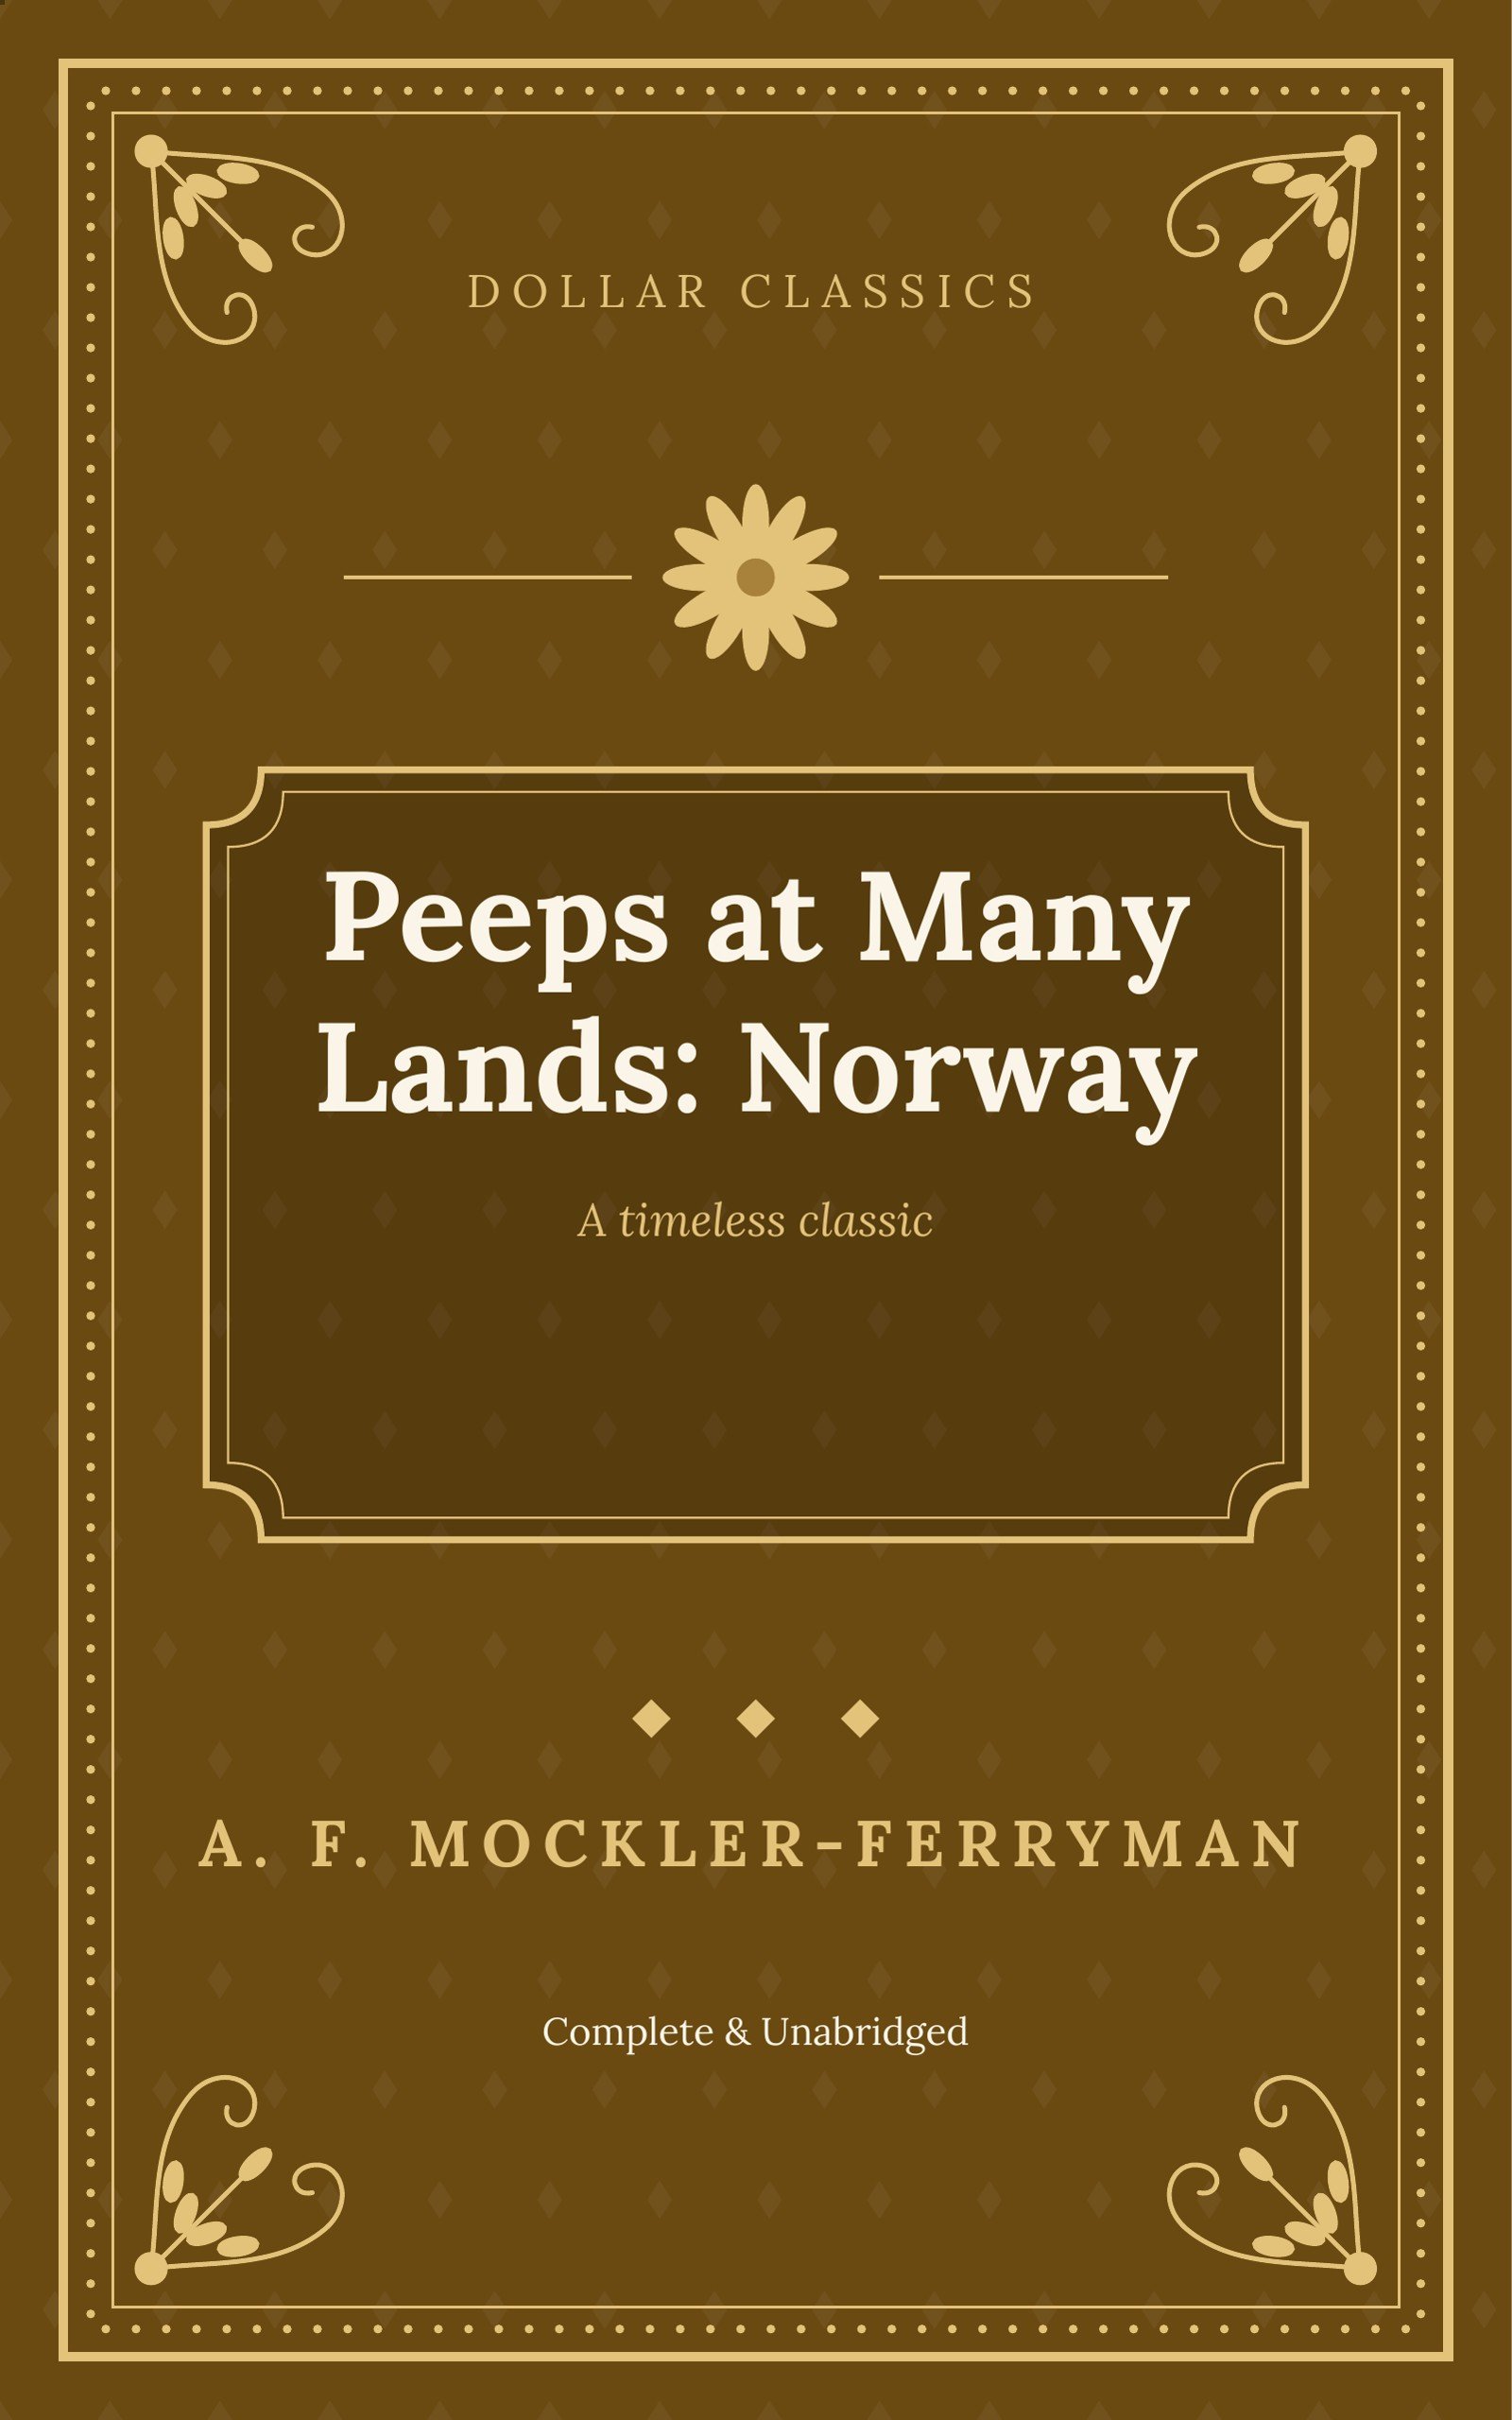 DOLLAR CLASSICS
Peeps at Many
Lands: Norway
A timeless classic
A. F. MOCKLER-FERRYMAN
Complete & Unabridged